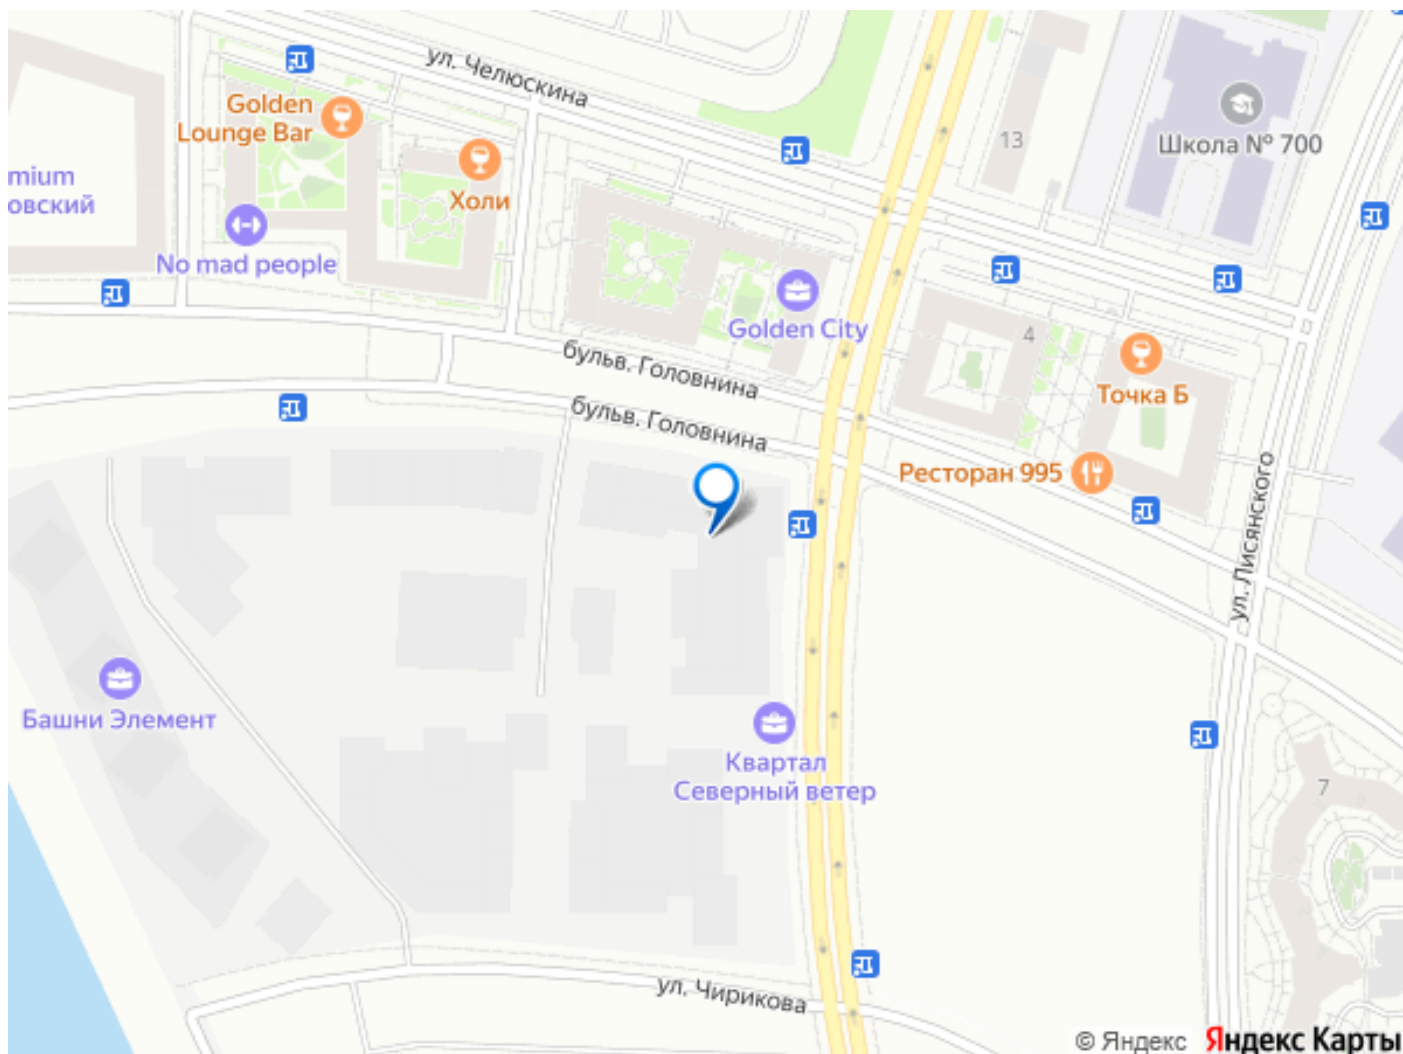 ул. Челюскина
Golden
Lounge Bar
Холи
13
Школа № 700
mium
овский
No mad people
Golden City
4
Точка Б
бульв. Головнина
бульв. Головнина
Ресторан 995
ул. Лисянского
Башни Элемент
Квартал
Северный ветер
7
ул. Чирикова
© Яндекс Яндекс Карты